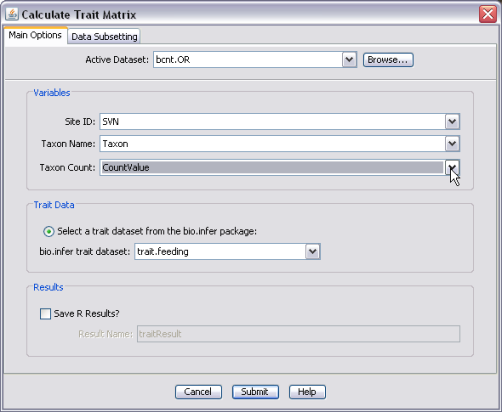 Calculate Trait Matrix
Main Options Data Subsetting
Active Dataset: bcnt.OR Browse...
Variables
Site ID: SVN
Taxon Name: Taxon
Taxon Count: CountValue
Trait Data
Select a trait dataset from the bio.infer package:
bio.infer trait dataset: trait.feeding
Results
Save R Results?
Result Name: traitResult
Cancel Submit Help